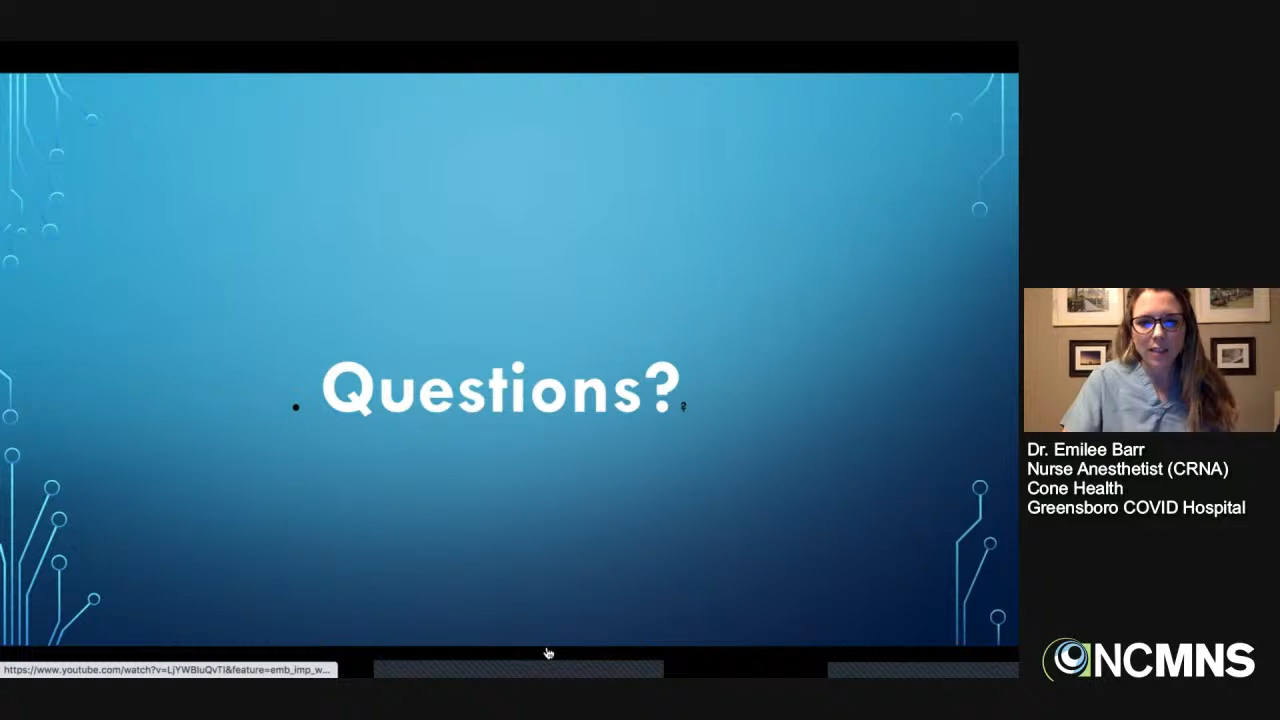 • Questions??
Dr. Emilee Barr
Nurse Anesthetist (CRNA)
Cone Health
Greensboro COVID Hospital
https://www.youtube.com/watch?v=LjYWBIuQvTI&feature=emb_imp_w...
NCMNS